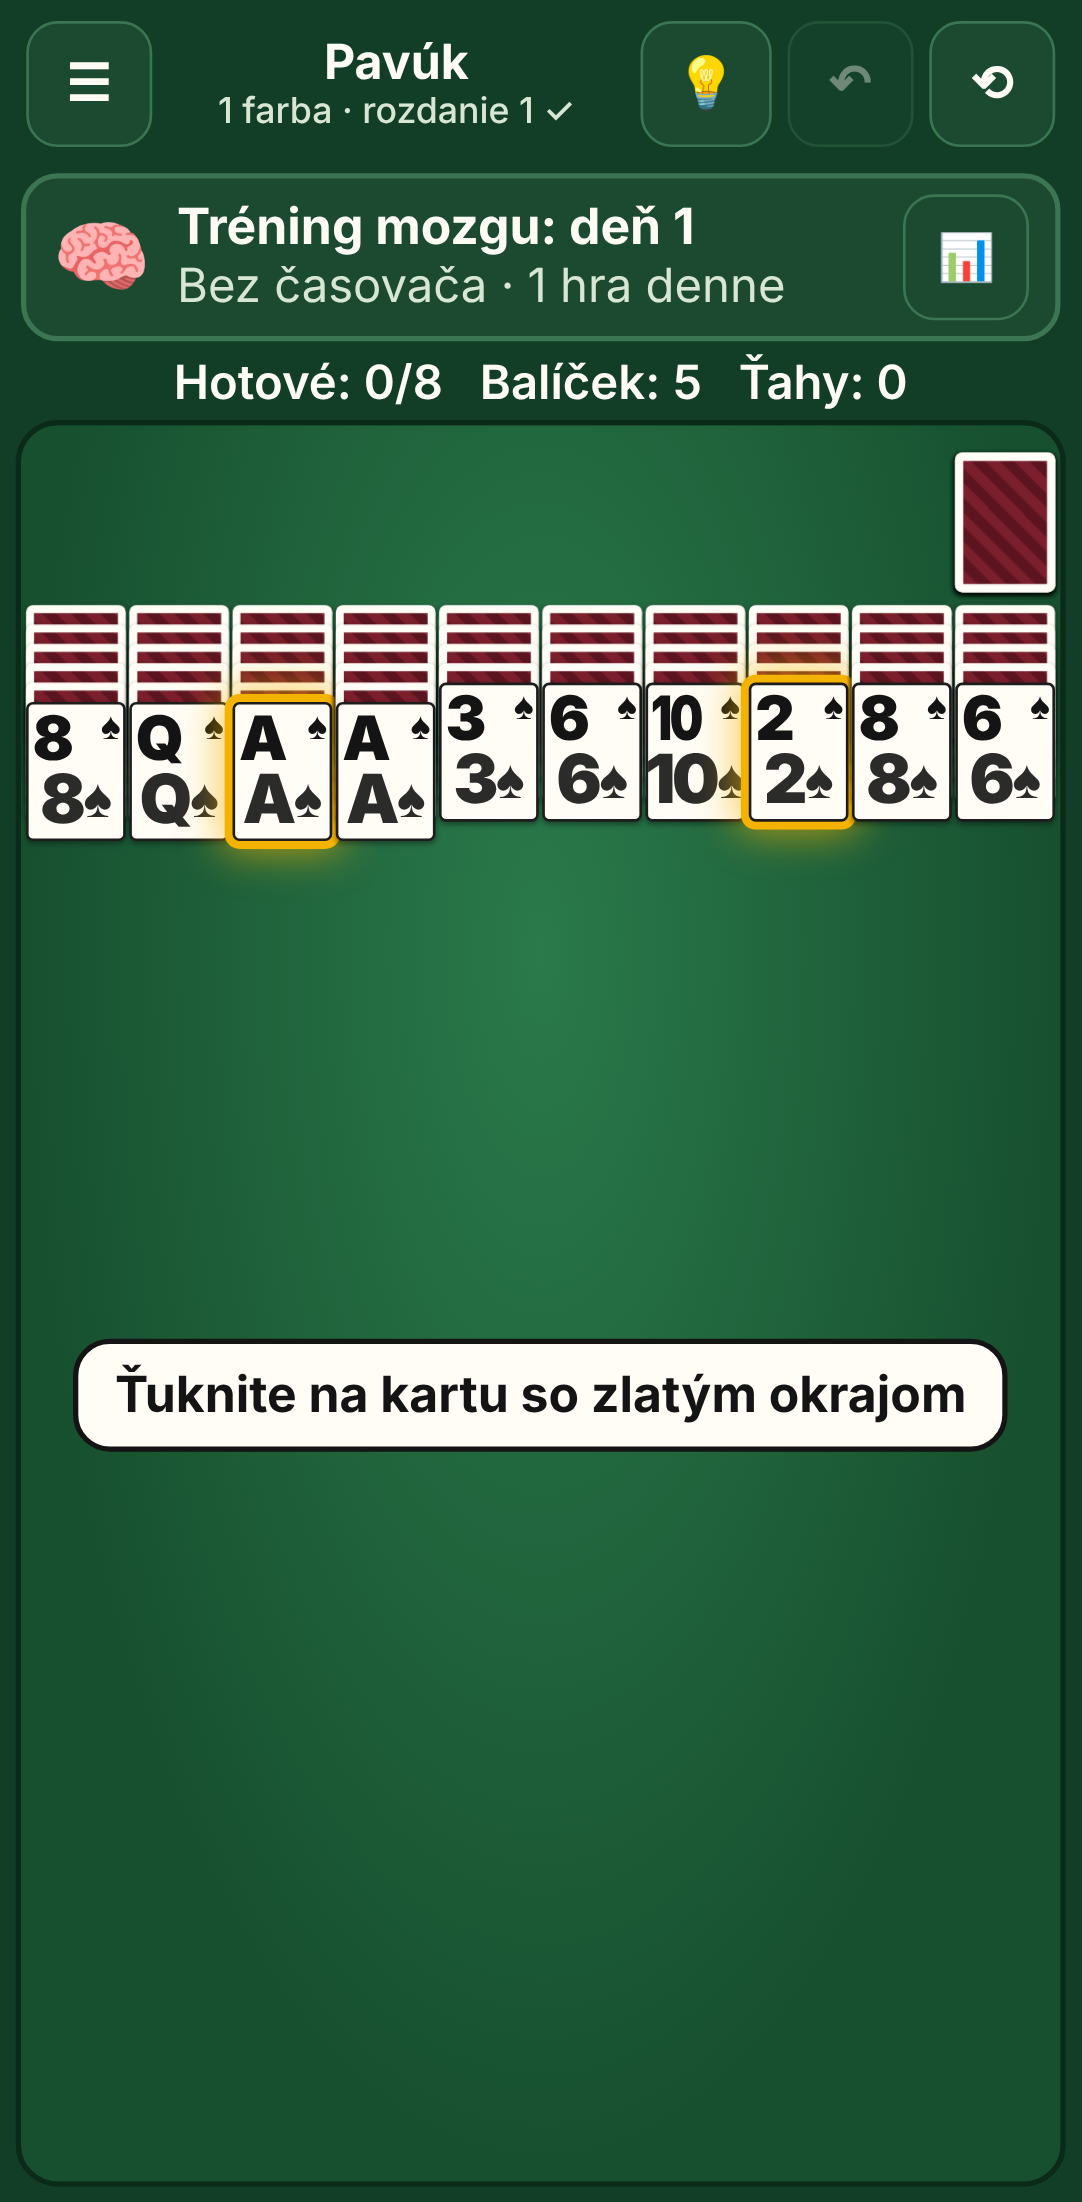 Pavúk
1 farba · rozdanie 1 ✓
Tréning mozgu: deň 1
Bez časovača · 1 hra denne
Hotové: 0/8 Balíček: 5 Ťahy: 0
8♠ Q♠ A♠ A♠ 3♠ 6♠ 10♠ 2♠ 8♠ 6♠
8♠ Q♠ A♠ A♠ 3♠ 6♠ 10♠ 2♠ 8♠ 6♠
Ťuknite na kartu so zlatým okrajom